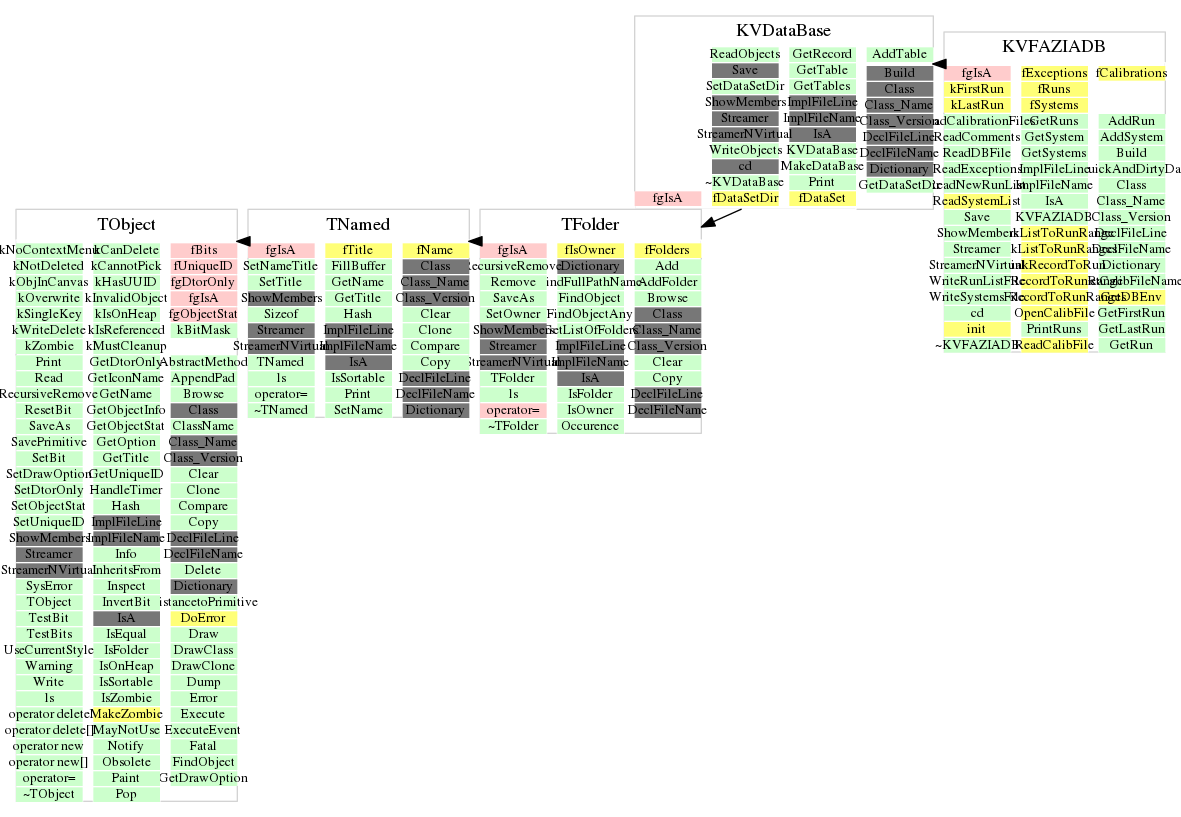 KVDataBase
ReadObjects GetRecord AddTable
Save GetTable Build
SetDataSetDir GetTables Class
ShowMembers ImplFileLine Class_Name
Streamer ImplFileName Class_Version
StreamerNVirtual IsA DeclFileLine
WriteObjects KVDataBase DeclFileName
cd MakeDataBase Dictionary
~KVDataBase Print GetDataSetDir
fgIsA fDataSetDir fDataSet
KVFAZIADB
fgIsA fExceptions fCalibrations
kFirstRun fRuns
kLastRun fSystems
GetRuns AddRun
ReadComments GetSystem AddSystem
ReadDBFile GetSystems Build
ReadExceptions ImplFileLine
ImplFileName Class
ReadSystemList IsA Class_Name
Save KVFAZIADB Class_Version
ShowMembers DeclFileLine
Streamer DeclFileName
StreamerNVirtual Dictionary
WriteSystemsFile GetDBEnv
cd OpenCalibFile GetFirstRun
init PrintRuns GetLastRun
~KVFAZIADB ReadCalibFile GetRun
TObject
kNoContextMenu kCanDelete fBits
kNotDeleted kCannotPick fUniqueID
kObjInCanvas kHasUUID fgDtorOnly
kOverwrite kInvalidObject fgIsA
kSingleKey kIsOnHeap fgObjectStat
kWriteDelete kIsReferenced kBitMask
kZombie kMustCleanup
Print GetDtorOnly AbstractMethod
Read GetIconName AppendPad
RecursiveRemove GetName Browse
ResetBit GetObjectInfo Class
SaveAs GetObjectStat ClassName
SavePrimitive GetOption Class_Name
SetBit GetTitle Class_Version
SetDrawOption GetUniqueID Clear
SetDtorOnly HandleTimer Clone
SetObjectStat Hash Compare
SetUniqueID ImplFileLine Copy
ShowMembers ImplFileName DeclFileLine
Streamer Info DeclFileName
StreamerNVirtual InheritsFrom Delete
SysError Inspect Dictionary
TObject InvertBit istancetoPrimitive
TestBit IsA DoError
TestBits IsEqual Draw
UseCurrentStyle IsFolder DrawClass
Warning IsOnHeap DrawClone
Write IsSortable Dump
ls IsZombie Error
operator delete MakeZombie Execute
operator delete[] MayNotUse ExecuteEvent
operator new Notify Fatal
operator new[] Obsolete FindObject
operator= Paint GetDrawOption
~TObject Pop
TNamed
fgIsA fTitle fName
SetNameTitle FillBuffer Class
SetTitle GetName Class_Name
ShowMembers GetTitle Class_Version
Sizeof Hash Clear
Streamer ImplFileLine Clone
StreamerNVirtual ImplFileName Compare
TNamed IsA Copy
ls IsSortable DeclFileLine
operator= Print DeclFileName
~TNamed SetName Dictionary
TFolder
fgIsA fIsOwner fFolders
RecursiveRemove Dictionary Add
Remove indFullPathName AddFolder
SaveAs FindObject Browse
SetOwner FindObjectAny Class
ShowMembers etListOfFolders Class_Name
Streamer ImplFileLine Class_Version
StreamerNVirtual ImplFileName Clear
TFolder IsA Copy
ls IsFolder DeclFileLine
operator= IsOwner DeclFileName
~TFolder Occurence